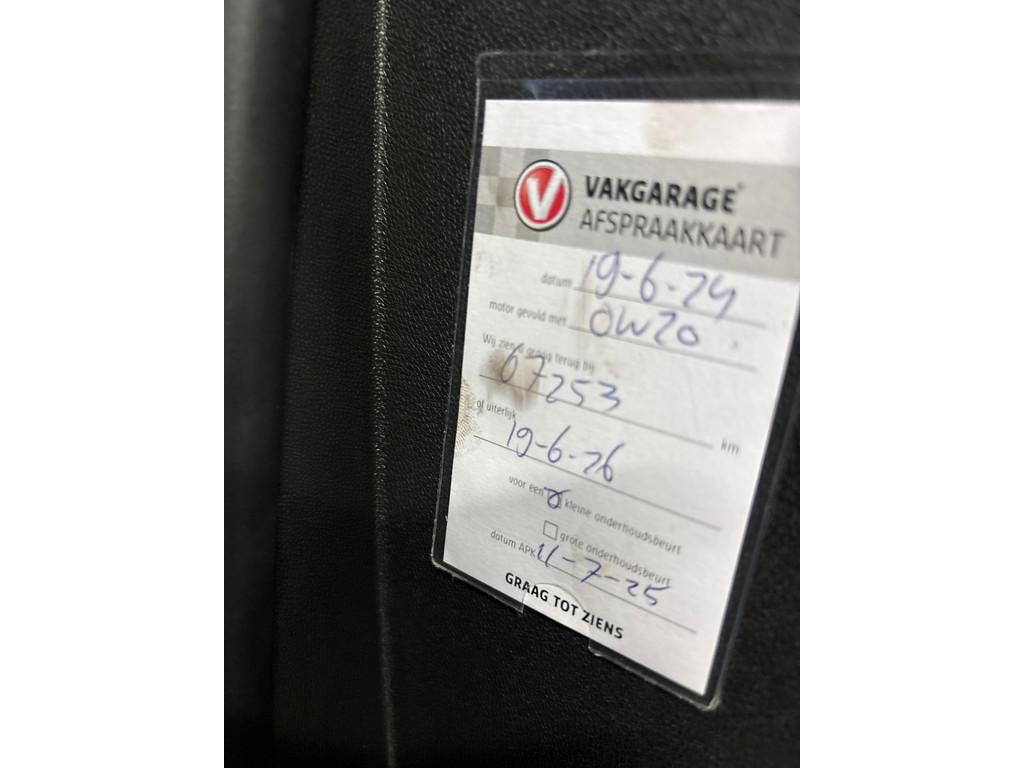 V
VAKGARAGE®
AFSPRAAKKAART
datum 19-6-24
motor gevuld met 0W20
Wij zien u graag terug bij
67253 km
of uiterlijk
19-6-26
voor een kleine onderhoudsbeurt
grote onderhoudsbeurt
datum APK 11-7-25
GRAAG TOT ZIENS